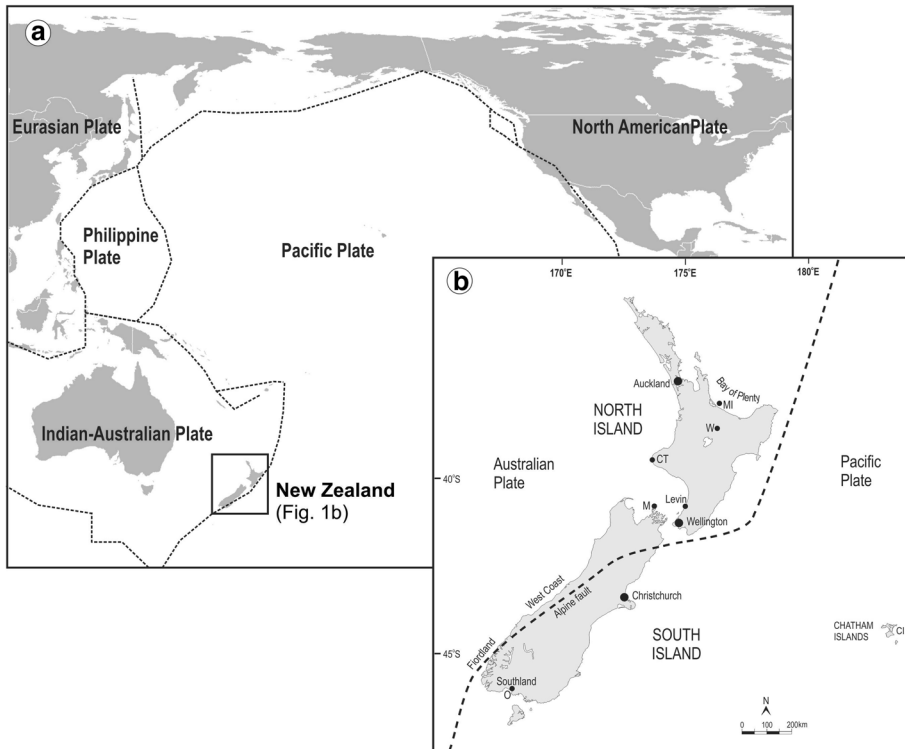 a
Eurasian Plate
North AmericanPlate
Philippine
Plate
Pacific Plate
Indian-Australian Plate
New Zealand
(Fig. 1b)
b
170°E
175°E
180°E
Auckland
Bay of Plenty
MI
NORTH
ISLAND
W
CT
Australian
Plate
Pacific
Plate
40°S
M
Levin
Wellington
West Coast
Alpine fault
Christchurch
CHATHAM
ISLANDS
CI
SOUTH
ISLAND
Fiordland
45°S
Southland
O
N
0 100 200km